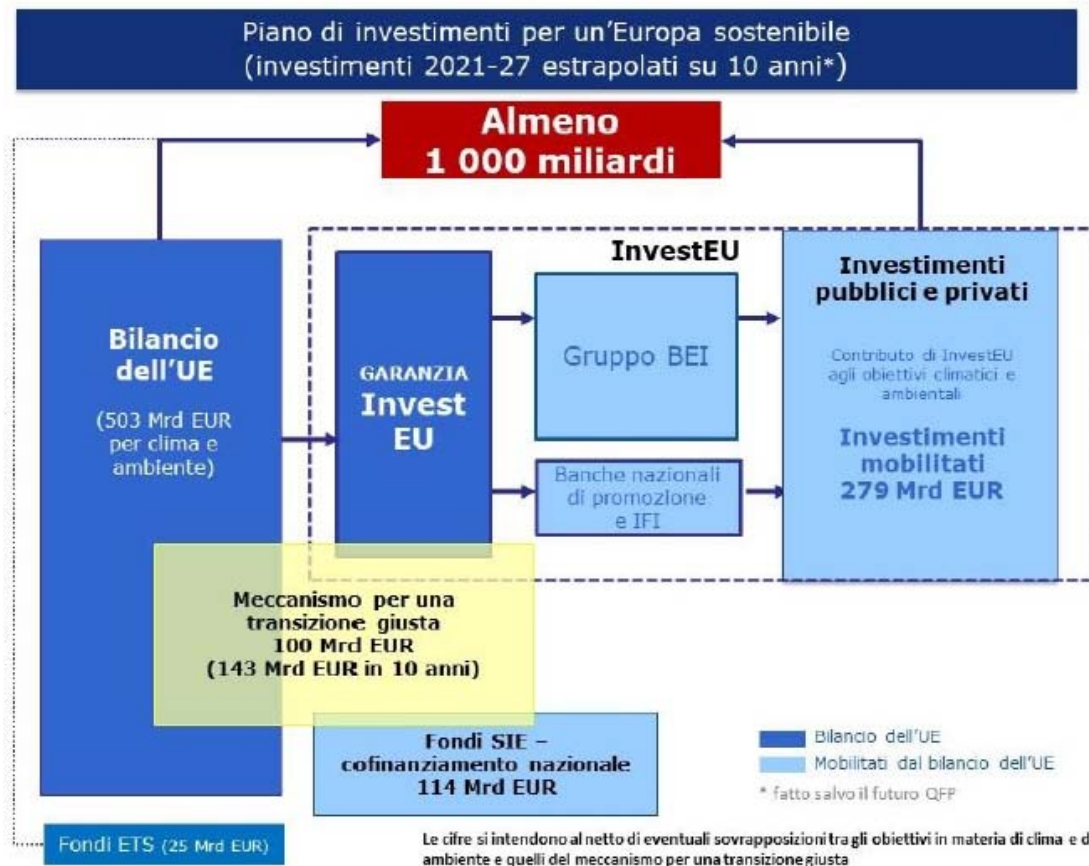 Piano di investimenti per un'Europa sostenibile
(investimenti 2021-27 estrapolati su 10 anni*)
Almeno
1 000 miliardi
Bilancio
dell'UE
(503 Mrd EUR
per clima e
ambiente)
GARANZIA
Invest
EU
InvestEU
Gruppo BEI
Banche nazionali
di promozione
e IFI
Investimenti
pubblici e privati
Contributo di InvestEU
agli obiettivi climatici e
ambientali
Investimenti
mobilitati
279 Mrd EUR
Meccanismo per una
transizione giusta
100 Mrd EUR
(143 Mrd EUR in 10 anni)
Fondi SIE –
cofinanziamento nazionale
114 Mrd EUR
Bilancio dell'UE
Mobilitati dal bilancio dell'UE
* fatto salvo il futuro QFP
Fondi ETS (25 Mrd EUR)
Le cifre si intendono al netto di eventuali sovrapposizioni tra gli obiettivi in materia di clima e d
ambiente e quelli del meccanismo per una transizione giusta